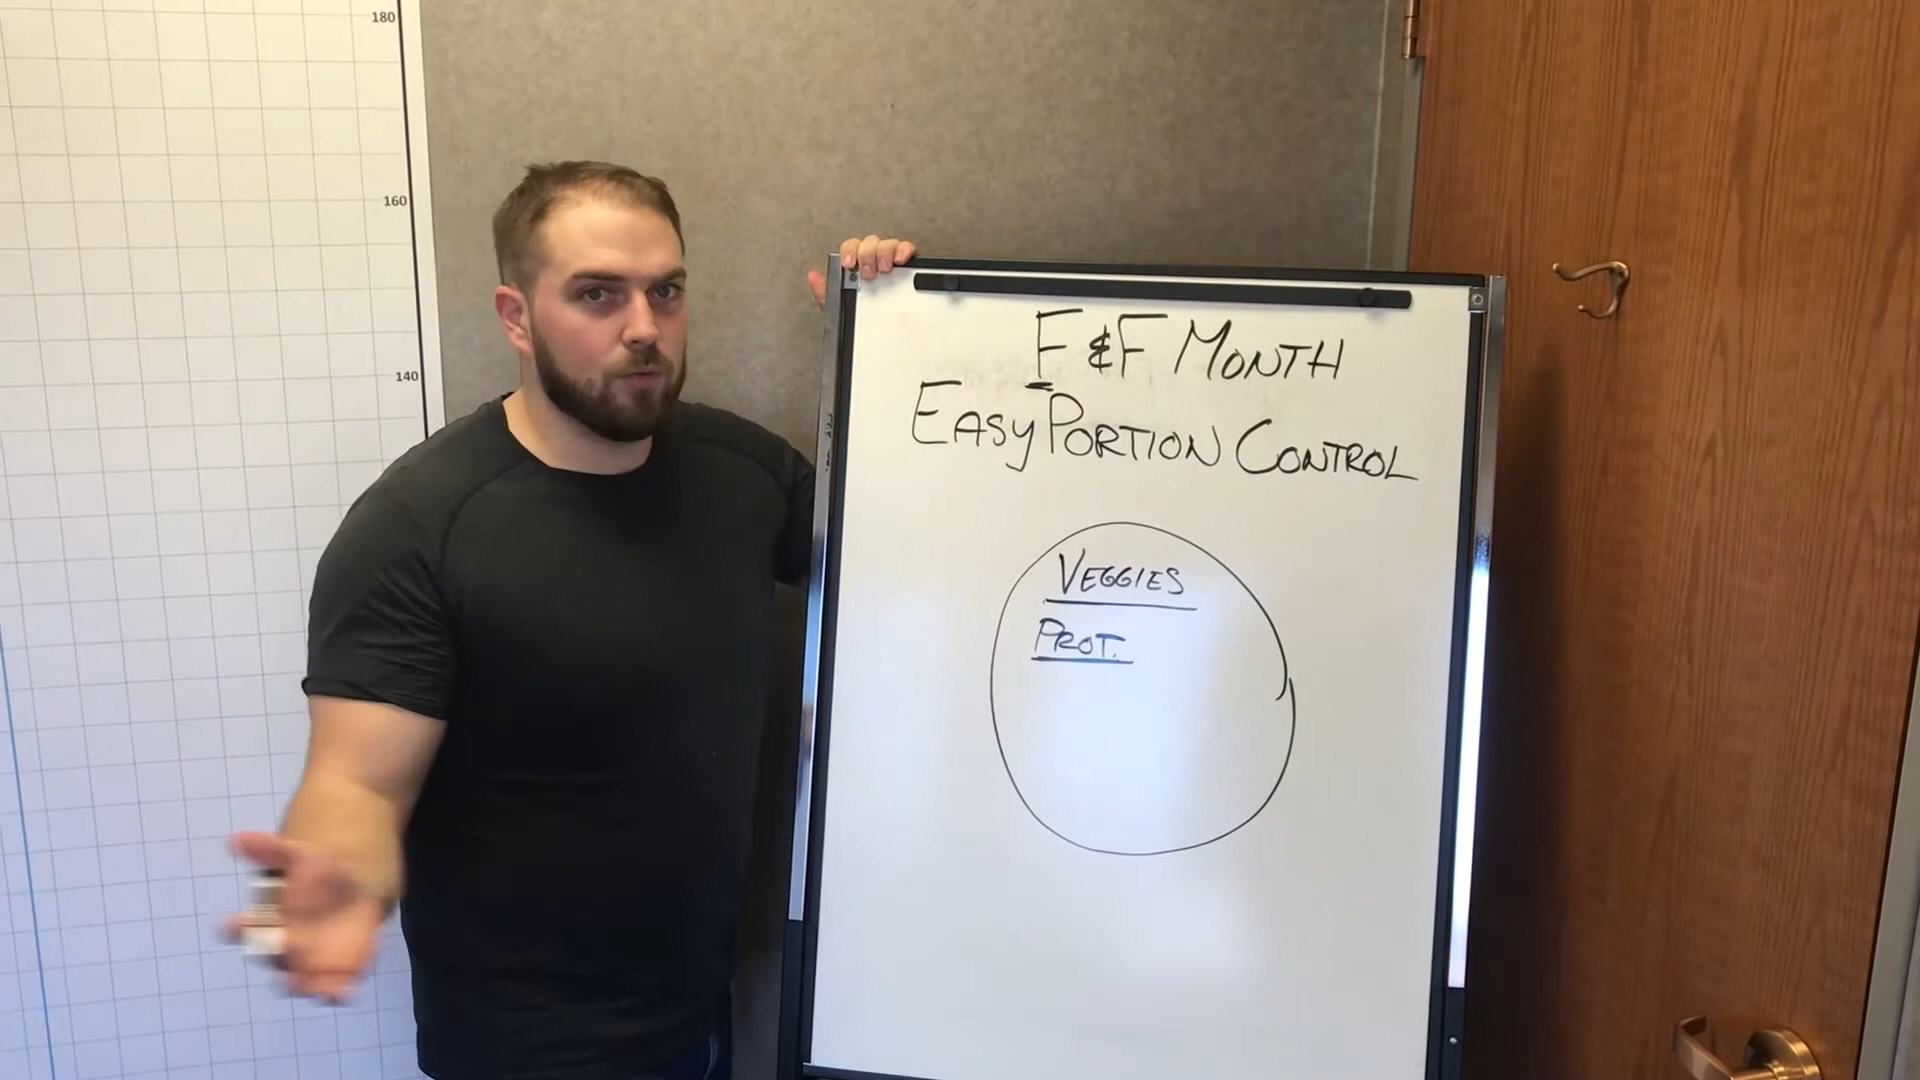 180
160
140
F & F MONTH
EASY PORTION CONTROL
VEGGIES
PROT.